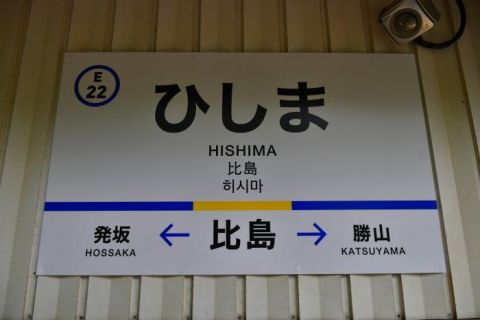 E
22
ひしま
HISHIMA
比島
히시마
発坂 ← 比島 → 勝山
HOSSAKA KATSUYAMA